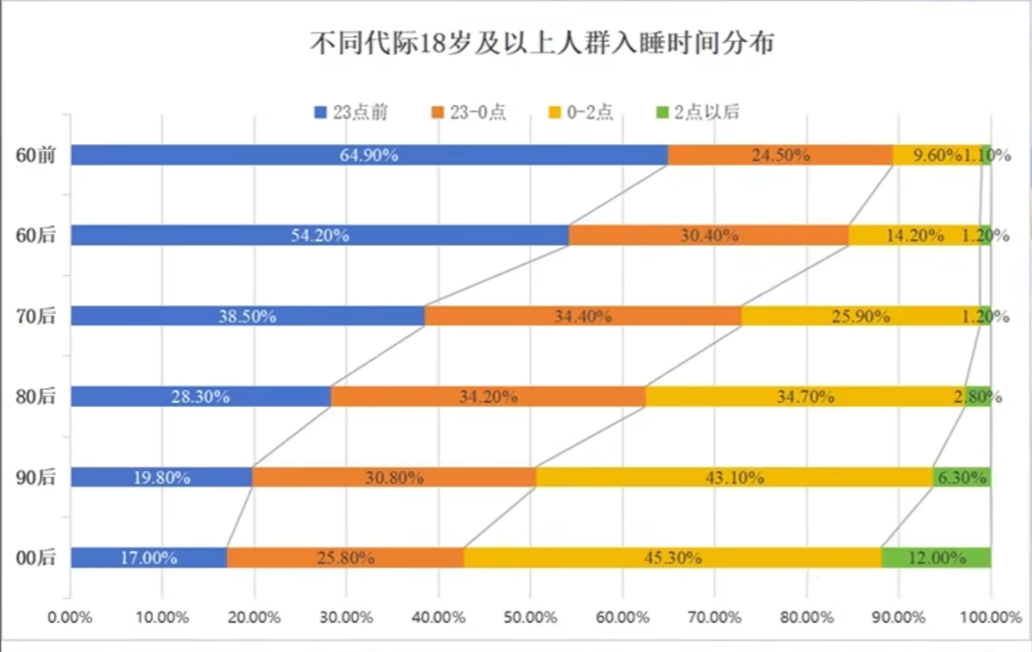 不同代际18岁及以上人群入睡时间分布
23点前 23-0点 0-2点 2点以后
60前 64.90% 24.50% 9.60% 1.10%
60后 54.20% 30.40% 14.20% 1.20%
70后 38.50% 34.40% 25.90% 1.20%
80后 28.30% 34.20% 34.70% 2.80%
90后 19.80% 30.80% 43.10% 6.30%
00后 17.00% 25.80% 45.30% 12.00%
0.00% 10.00% 20.00% 30.00% 40.00% 50.00% 60.00% 70.00% 80.00% 90.00% 100.00%